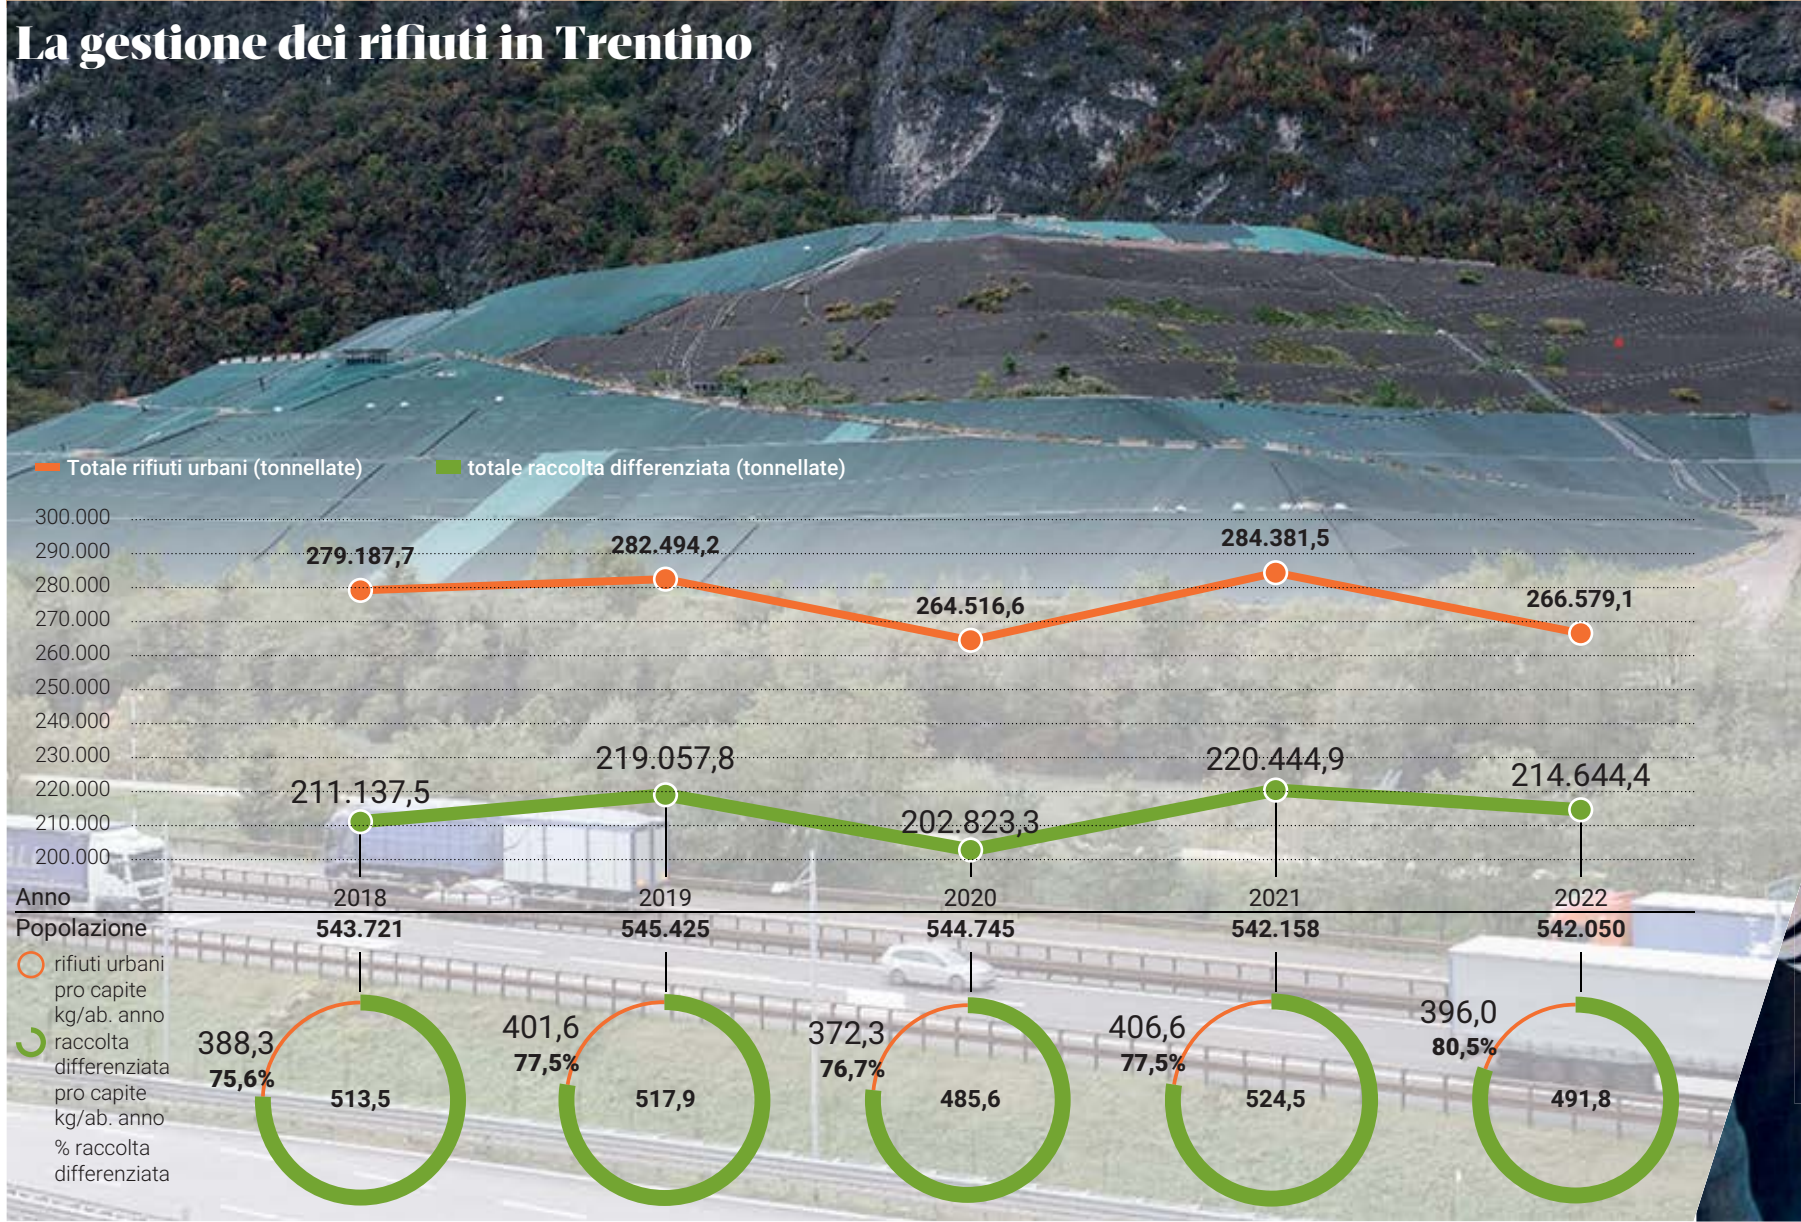 La gestione dei rifiuti in Trentino
Totale rifiuti urbani (tonnellate)
totale raccolta differenziata (tonnellate)
300.000
290.000
280.000
270.000
260.000
250.000
240.000
230.000
220.000
210.000
200.000
279.187,7
282.494,2
264.516,6
284.381,5
266.579,1
211.137,5
219.057,8
202.823,3
220.444,9
214.644,4
Anno 2018 2019 2020 2021 2022
Popolazione 543.721 545.425 544.745 542.158 542.050
rifiuti urbani
pro capite
kg/ab. anno
raccolta
differenziata
pro capite
kg/ab. anno
% raccolta
differenziata
388,3
75,6%
513,5
401,6
77,5%
517,9
372,3
76,7%
485,6
406,6
77,5%
524,5
396,0
80,5%
491,8